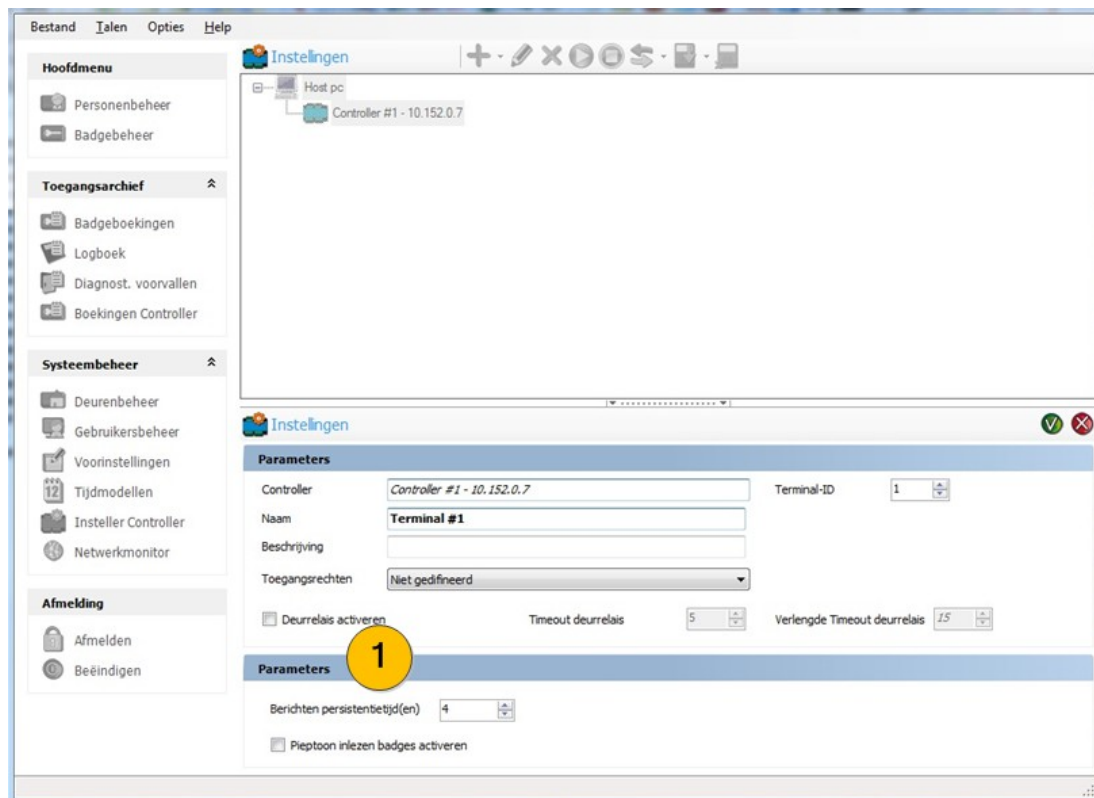 Bestand Talen Opties Help
Hoofdmenu
Personenbeheer
Badgebeheer
Toegangsarchief
Badgeboekingen
Logboek
Diagnost. voorvallen
Boekingen Controller
Systeembeheer
Deurenbeheer
Gebruikersbeheer
Voorinstellingen
12 Tijdmodellen
Insteller Controller
Netwerkmonitor
Afmelding
Afmelden
Beëindigen
Instelingen
Host pc
Controller #1 - 10.152.0.7
Instelingen
Parameters
Controller Controller #1 - 10.152.0.7 Terminal-ID 1
Naam Terminal #1
Beschrijving
Toegangsrechten Niet gedifineerd
Deurrelais activeren Timeout deurrelais 5 Verlengde Timeout deurrelais 15
1
Parameters
Berichten persistentietijd(en) 4
Pieptoon inlezen badges activeren